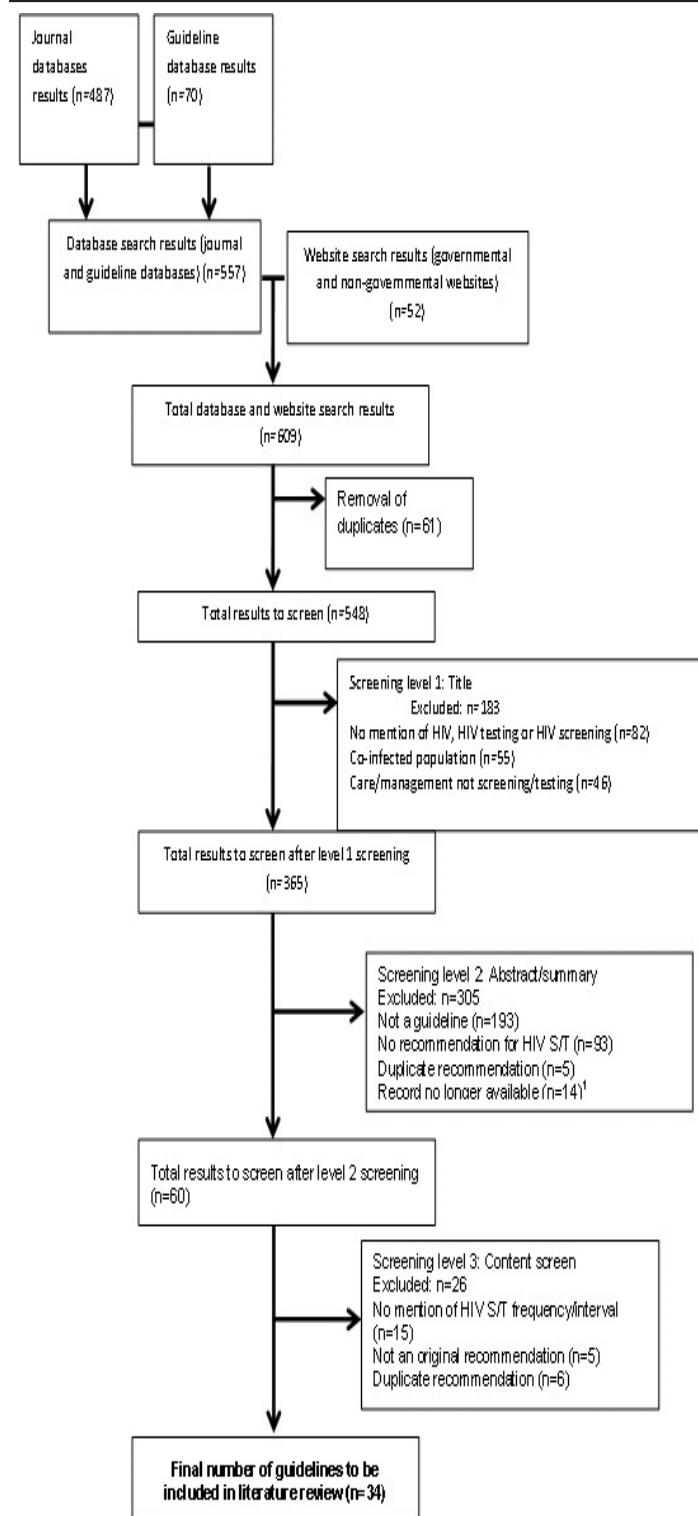 Journal
databases
results (n=487)
Guideline
database results
(n=70)
Database search results (journal
and guideline databases) (n=557)
Website search results (governmental
and non-governmental websites)
(n=52)
Total database and website search results
(n=609)
Removal of
duplicates (n=61)
Total results to screen (n=548)
Screening level 1: Title
Excluded: n=183
No mention of HIV, HIV testing or HIV screening (n=82)
Co-infected population (n=55)
Care/management not screening/testing (n=46)
Total results to screen after level 1 screening
(n=365)
Screening level 2: Abstract/summary
Excluded: n=305
Not a guideline (n=193)
No recommendation for HIV S/T (n=93)
Duplicate recommendation (n=5)
Record no longer available (n=14)¹
Total results to screen after level 2 screening
(n=60)
Screening level 3: Content screen
Excluded: n=26
No mention of HIV S/T frequency/interval
(n=15)
Not an original recommendation (n=5)
Duplicate recommendation (n=6)
Final number of guidelines to be
included in literature review (n=34)